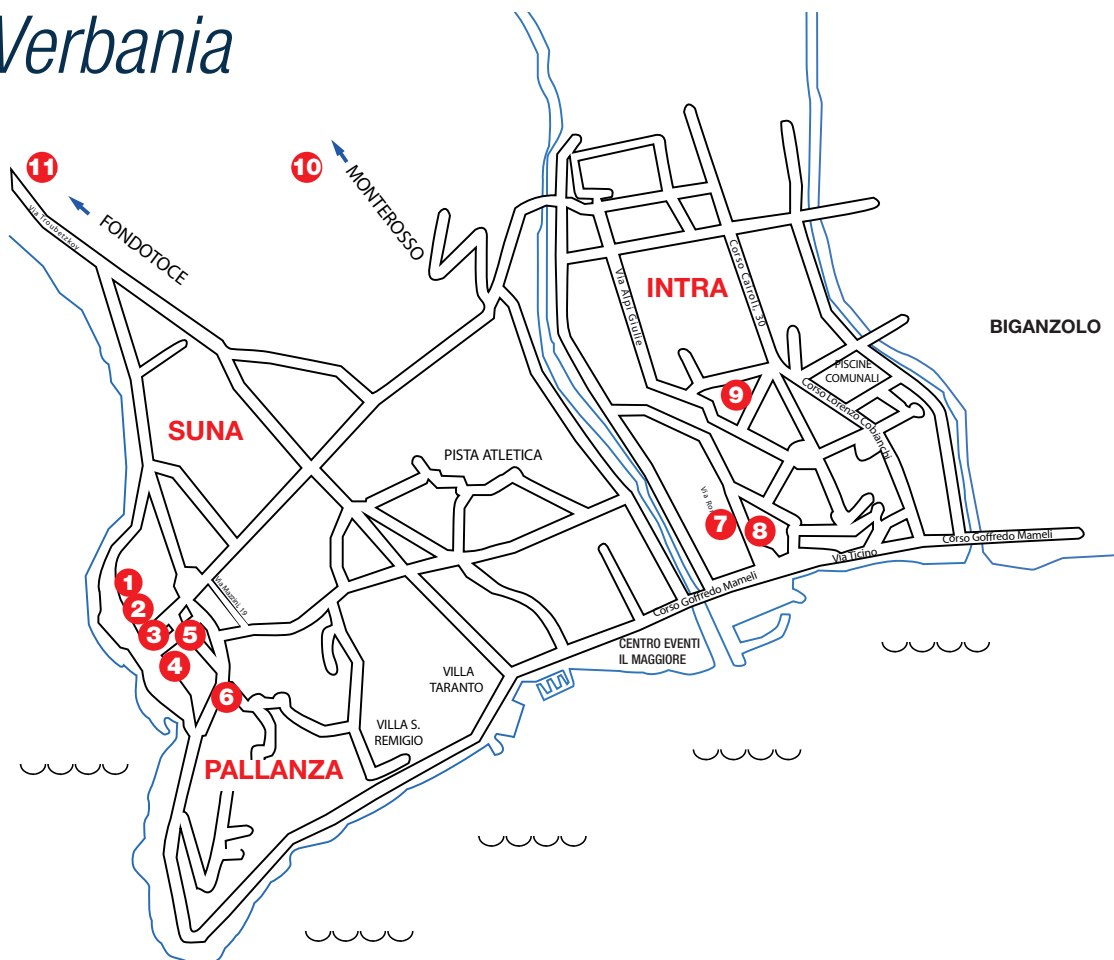 Verbania
11
10
MONTEROSSO
FONDOTOCE
Via Troubetzkoy
INTRA
Via Alpi Giulie
Corso Cairoli, 30
BIGANZOLO
PISCINE
COMUNALI
Corso Lorenzo Cobianchi
9
SUNA
PISTA ATLETICA
7
8
Via Ticino
Corso Goffredo Mameli
Corso Goffredo Mameli
1
2
3
4
5
6
Via Mazzini, 19
CENTRO EVENTI
IL MAGGIORE
VILLA
TARANTO
VILLA S.
REMIGIO
PALLANZA